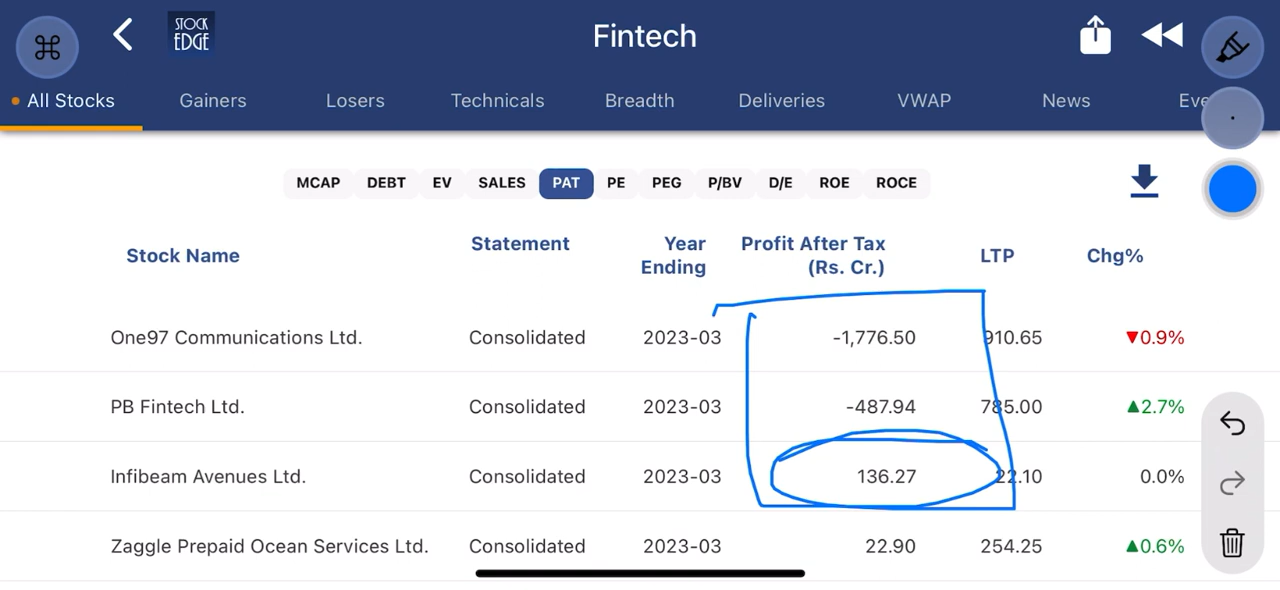 STOCK
EDGE
Fintech
All Stocks Gainers Losers Technicals Breadth Deliveries VWAP News
MCAP DEBT EV SALES PAT PE PEG P/BV D/E ROE ROCE
Stock Name Statement Year Ending Profit After Tax (Rs. Cr.) LTP Chg%
One97 Communications Ltd. Consolidated 2023-03 -1,776.50 910.65 ▼0.9%
PB Fintech Ltd. Consolidated 2023-03 -487.94 785.00 ▲2.7%
Infibeam Avenues Ltd. Consolidated 2023-03 136.27 22.10 0.0%
Zaggle Prepaid Ocean Services Ltd. Consolidated 2023-03 22.90 254.25 ▲0.6%